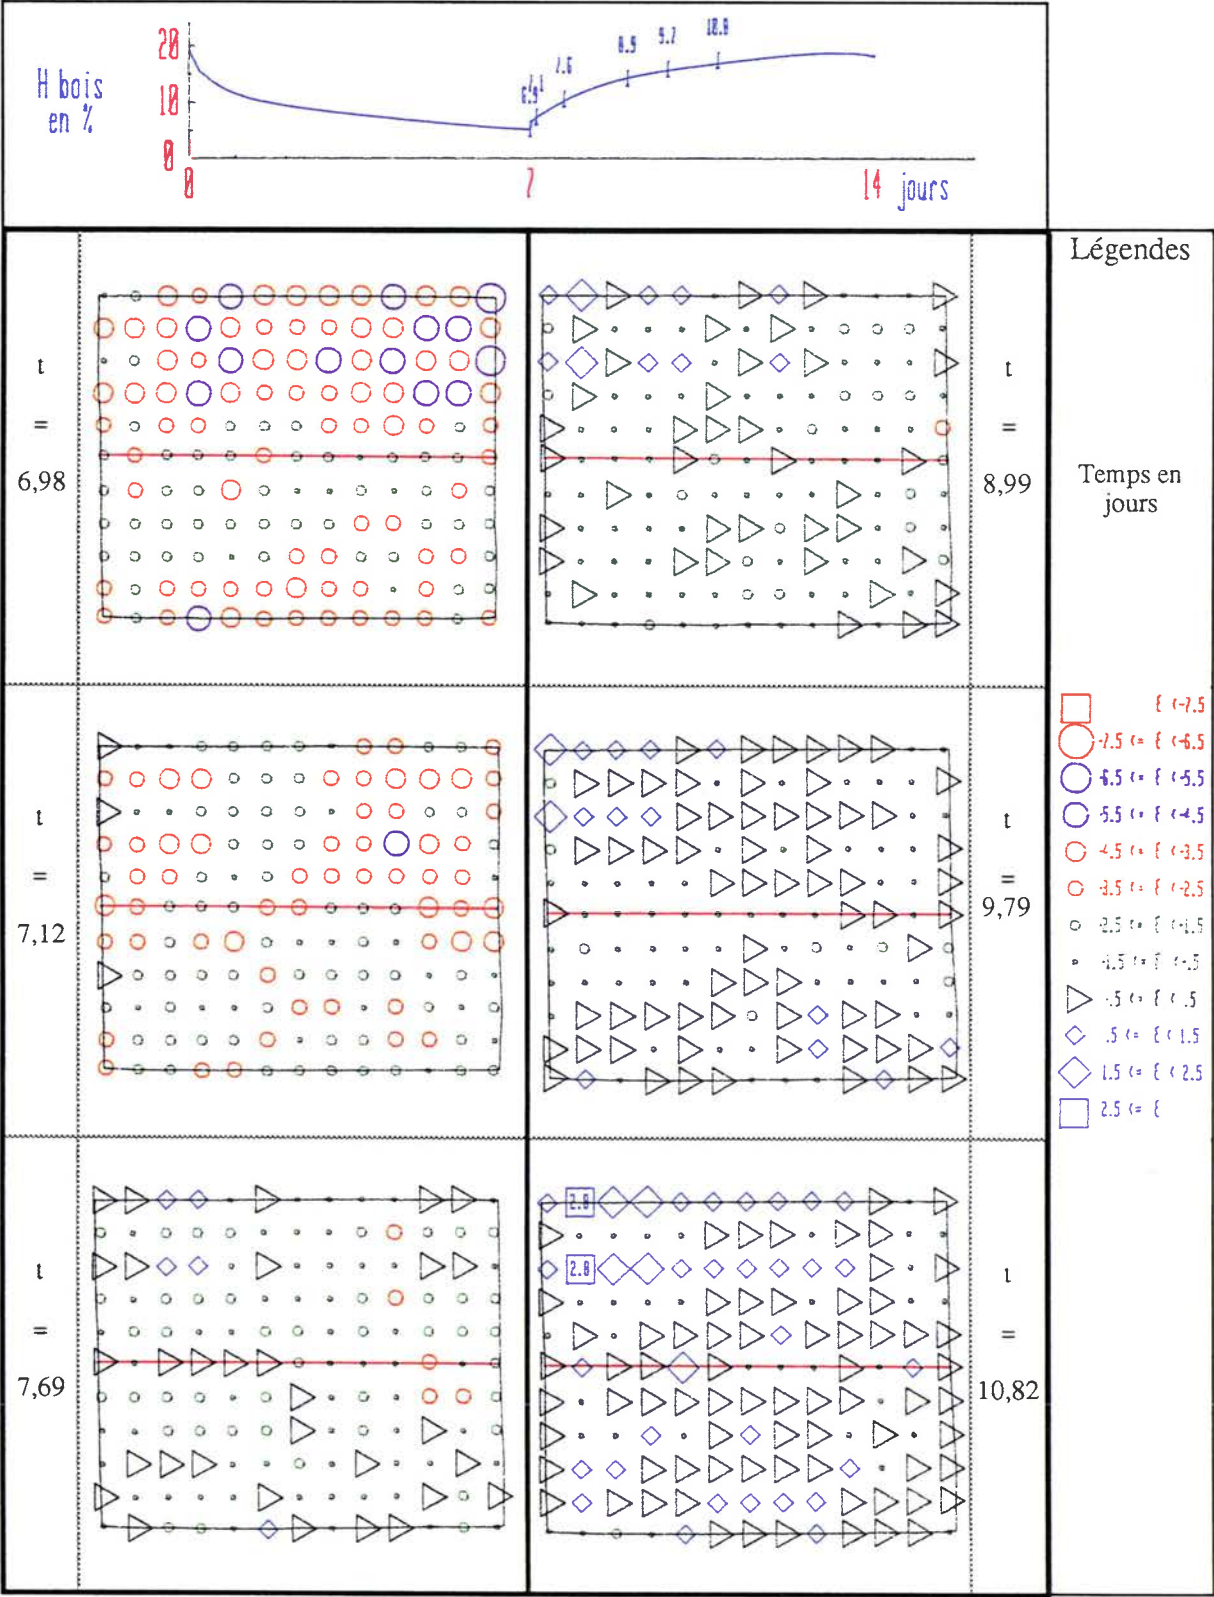 20
H bois
10
en %
0
0
7
14 jours
7.6
8.9
9.7
10.8
t
=
6,98
t
=
8,99
t
=
7,12
t
=
9,79
t
=
7,69
2.8
2.8
t
=
10,82
Légendes
Temps en
jours
ε <-7.5
-7.5 <= ε <-6.5
-6.5 <= ε <-5.5
-5.5 <= ε <-4.5
-4.5 <= ε <-3.5
-3.5 <= ε <-2.5
-2.5 <= ε <-1.5
-1.5 <= ε <-.5
-.5 <= ε < .5
.5 <= ε < 1.5
1.5 <= ε < 2.5
2.5 <= ε